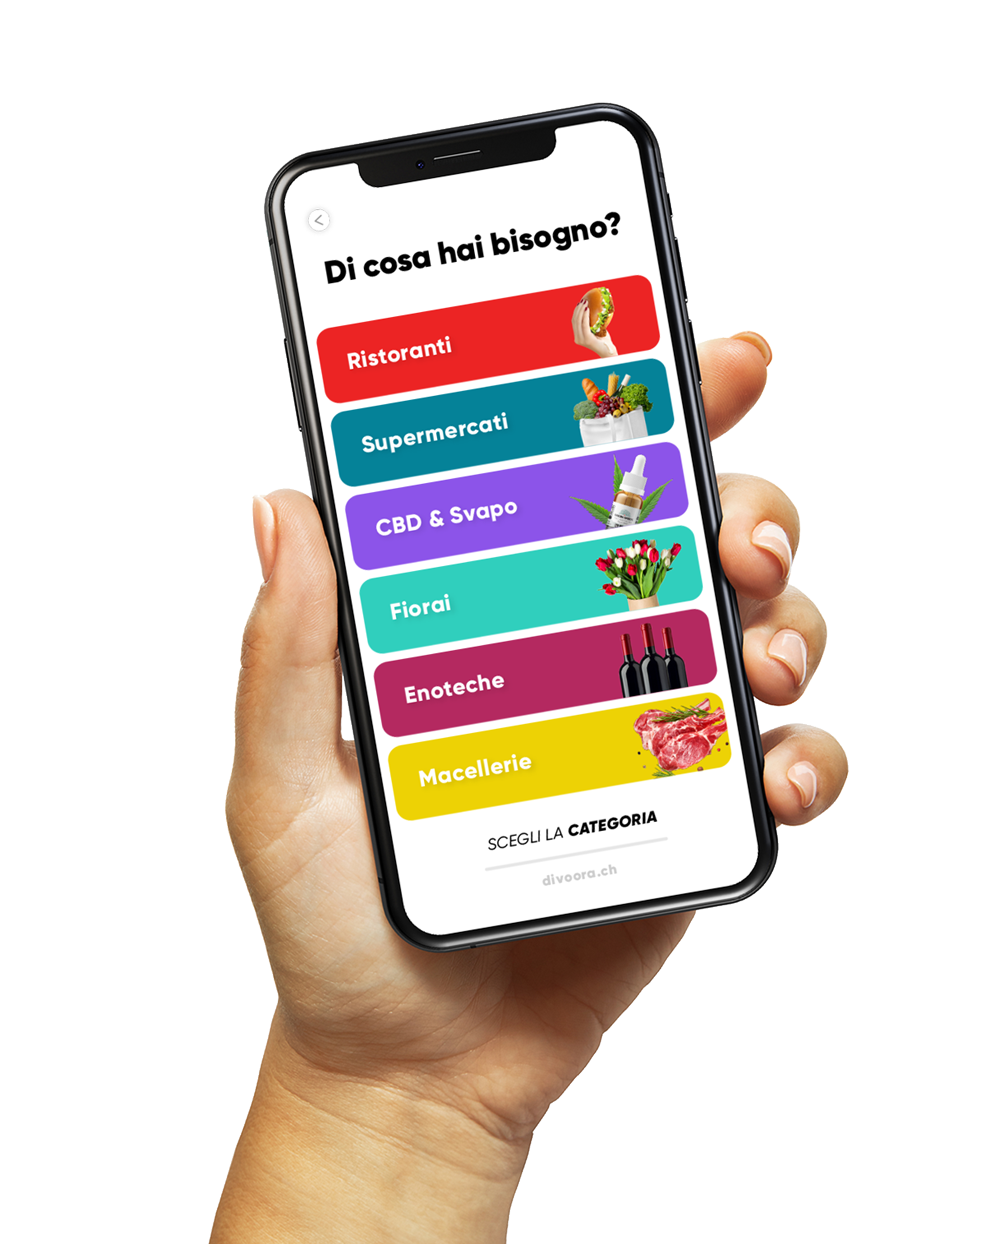 Di cosa hai bisogno?
Ristoranti
Supermercati
CBD & Svapo
Fiorai
Enoteche
Macellerie
SCEGLI LA CATEGORIA
divoora.ch